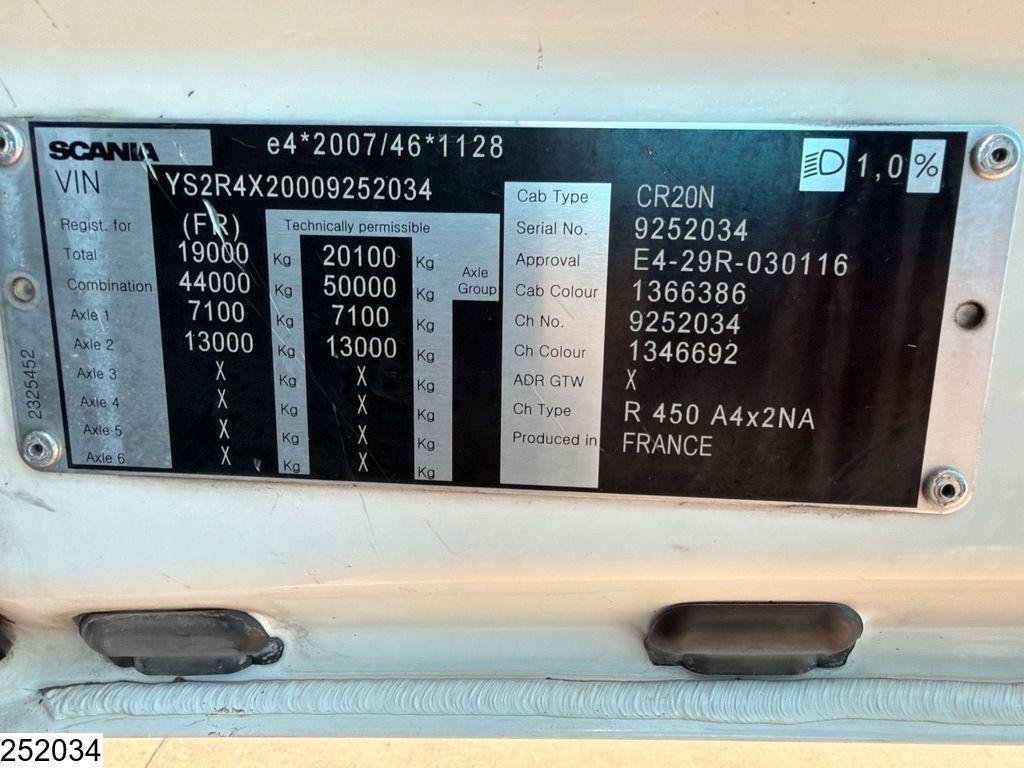 SCANIA e4*2007/46*1128 1,0 %
VIN YS2R4X20009252034
Regist. for (FR) Technically permissible
Total 19000 Kg 20100 Kg Axle Group
Combination 44000 Kg 50000 Kg
Axle 1 7100 Kg 7100 Kg
Axle 2 13000 Kg 13000 Kg
Axle 3 X Kg X Kg
Axle 4 X Kg X Kg
Axle 5 X Kg X Kg
Axle 6 X Kg X Kg
2325452
Cab Type CR20N
Serial No. 9252034
Approval E4-29R-030116
Cab Colour 1366386
Ch No. 9252034
Ch Colour 1346692
ADR GTW X
Ch Type R 450 A4x2NA
Produced in FRANCE
252034